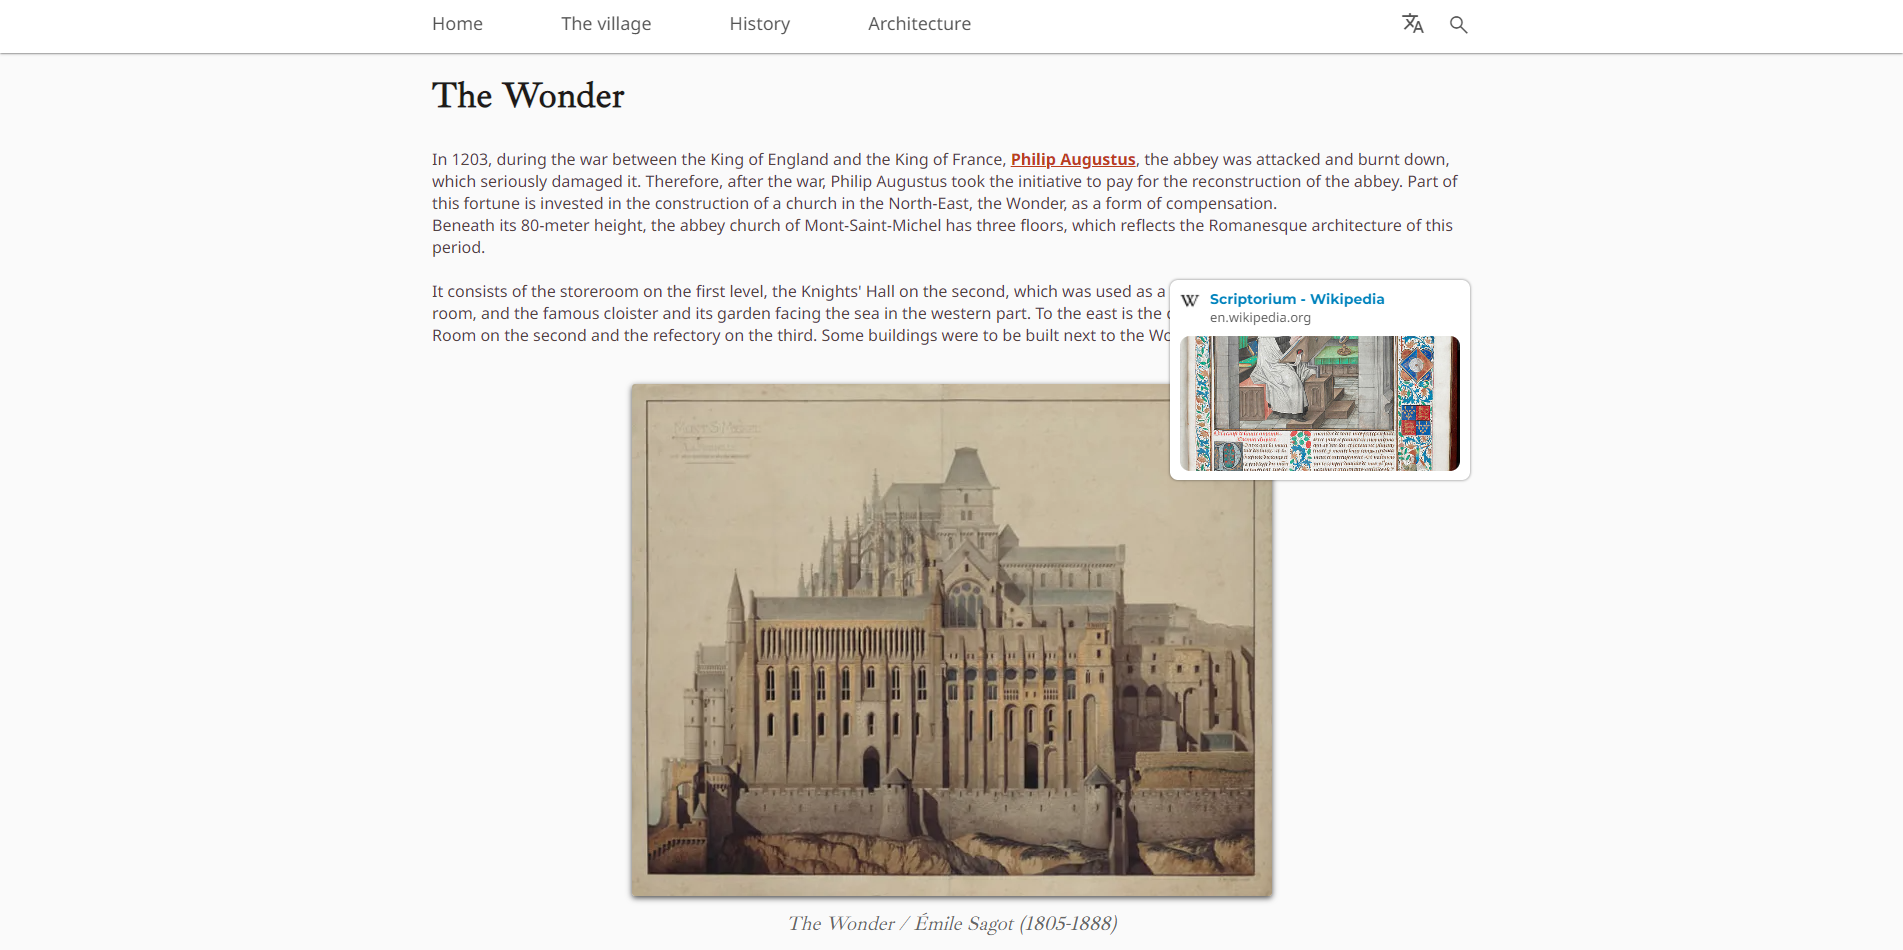 Home The village History Architecture
The Wonder
In 1203, during the war between the King of England and the King of France, Philip Augustus, the abbey was attacked and burnt down,
which seriously damaged it. Therefore, after the war, Philip Augustus took the initiative to pay for the reconstruction of the abbey. Part of
this fortune is invested in the construction of a church in the North-East, the Wonder, as a form of compensation.
Beneath its 80-meter height, the abbey church of Mont-Saint-Michel has three floors, which reflects the Romanesque architecture of this
period.
It consists of the storeroom on the first level, the Knights' Hall on the second, which was used as a
room, and the famous cloister and its garden facing the sea in the western part. To the east is the
Room on the second and the refectory on the third. Some buildings were to be built next to the
Scriptorium - Wikipedia
en.wikipedia.org
The Wonder / Émile Sagot (1805-1888)